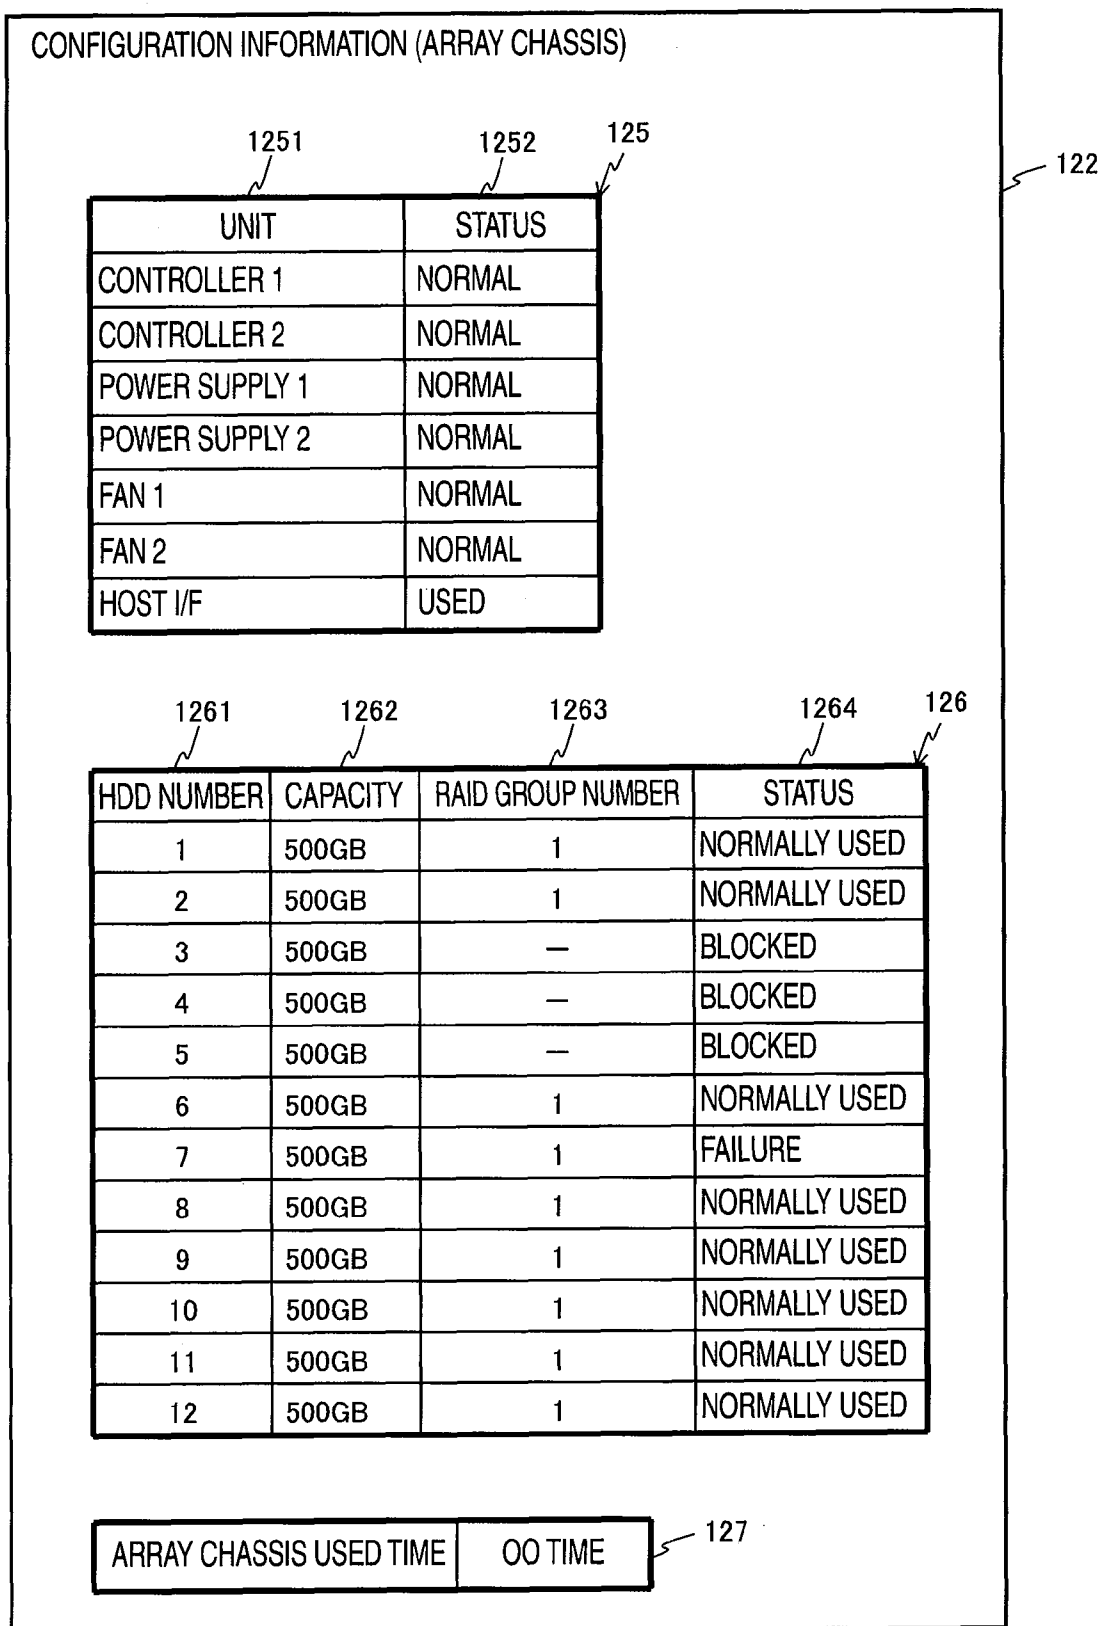 CONFIGURATION INFORMATION (ARRAY CHASSIS)
1251 1252 125
122
UNIT STATUS
CONTROLLER 1 NORMAL
CONTROLLER 2 NORMAL
POWER SUPPLY 1 NORMAL
POWER SUPPLY 2 NORMAL
FAN 1 NORMAL
FAN 2 NORMAL
HOST I/F USED
1261 1262 1263 1264 126
HDD NUMBER CAPACITY RAID GROUP NUMBER STATUS
1 500GB 1 NORMALLY USED
2 500GB 1 NORMALLY USED
3 500GB — BLOCKED
4 500GB — BLOCKED
5 500GB — BLOCKED
6 500GB 1 NORMALLY USED
7 500GB 1 FAILURE
8 500GB 1 NORMALLY USED
9 500GB 1 NORMALLY USED
10 500GB 1 NORMALLY USED
11 500GB 1 NORMALLY USED
12 500GB 1 NORMALLY USED
ARRAY CHASSIS USED TIME OO TIME 127